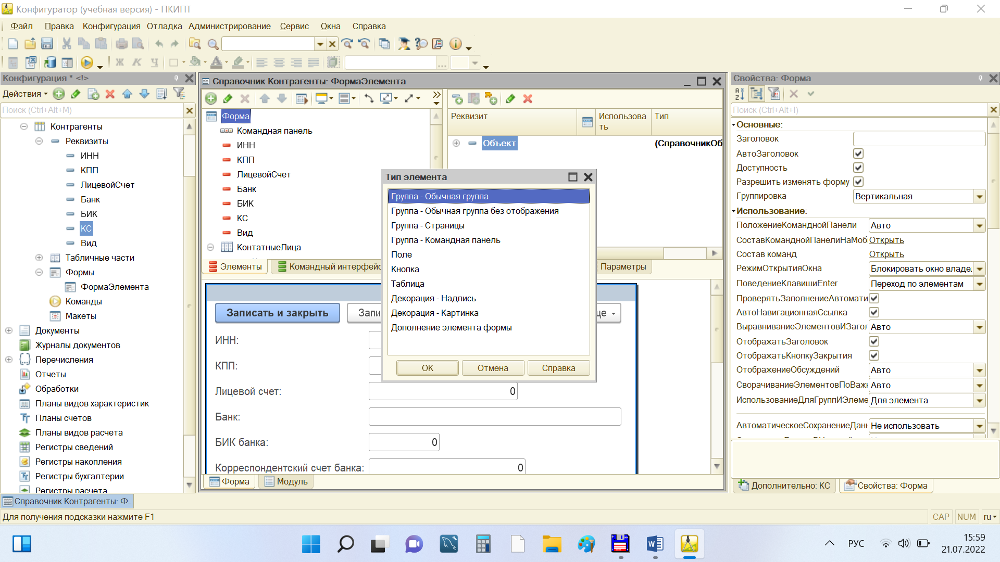 Конфигуратор (учебная версия) - ПКИПТ
Файл Правка Конфигурация Отладка Администрирование Сервис Окна Справка
Ж К Ч
Конфигурация * <!>
Действия
Поиск (Ctrl+Alt+M)
Контрагенты
Реквизиты
ИНН
КПП
ЛицевойСчет
Банк
БИК
КС
Вид
Табличные части
Формы
ФормаЭлемента
Команды
Макеты
Документы
Журналы документов
Перечисления
Отчеты
Обработки
Планы видов характеристик
Планы счетов
Планы видов расчета
Регистры сведений
Регистры накопления
Регистры бухгалтерии
Регистры расчета
Справочник Контрагенты: ФормаЭлемента
Форма
Командная панель
ИНН
КПП
ЛицевойСчет
Банк
БИК
КС
Вид
КонтатныеЛица
Элементы
Командный интерфейс
Реквизит
Использова
ть
Тип
Объект
(СправочникОб
Параметры
Тип элемента
Группа - Обычная группа
Группа - Обычная группа без отображения
Группа - Страницы
Группа - Командная панель
Поле
Кнопка
Таблица
Декорация - Надпись
Декорация - Картинка
Дополнение элемента формы
OK
Отмена
Справка
Записать и закрыть
Запи
ще
ИНН:
КПП:
Лицевой счет: 0
Банк:
БИК банка: 0
Корреспондентский счет банка: 0
Форма
Модуль
Свойства: Форма
Поиск (Ctrl+Alt+I)
Основные:
Заголовок
АвтоЗаголовок
Доступность
Разрешить изменять форму
Группировка Вертикальная
Использование:
ПоложениеКоманднойПанели Авто
СоставКоманднойПанелиНаМоб Открыть
Состав команд Открыть
РежимОткрытияОкна Блокировать окно владе.
ПоведениеКлавишиEnter Переход по элементам
ПроверятьЗаполнениеАвтомати
АвтоНавигационнаяСсылка
ВыравниваниеЭлементовИЗагол Авто
ОтображатьЗаголовок
ОтображатьКнопкуЗакрытия
ОтображениеОбсуждений Авто
СворачиваниеЭлементовПоВаж Авто
ИспользованиеДляГруппИЭлеме Для элемента
АвтоматическоеСохранениеДан Не использовать
Дополнительно: КС
Свойства: Форма
Справочник Контрагенты: Ф...
Для получения подсказки нажмите F1
CAP NUM ru
РУС
15:59
21.07.2022